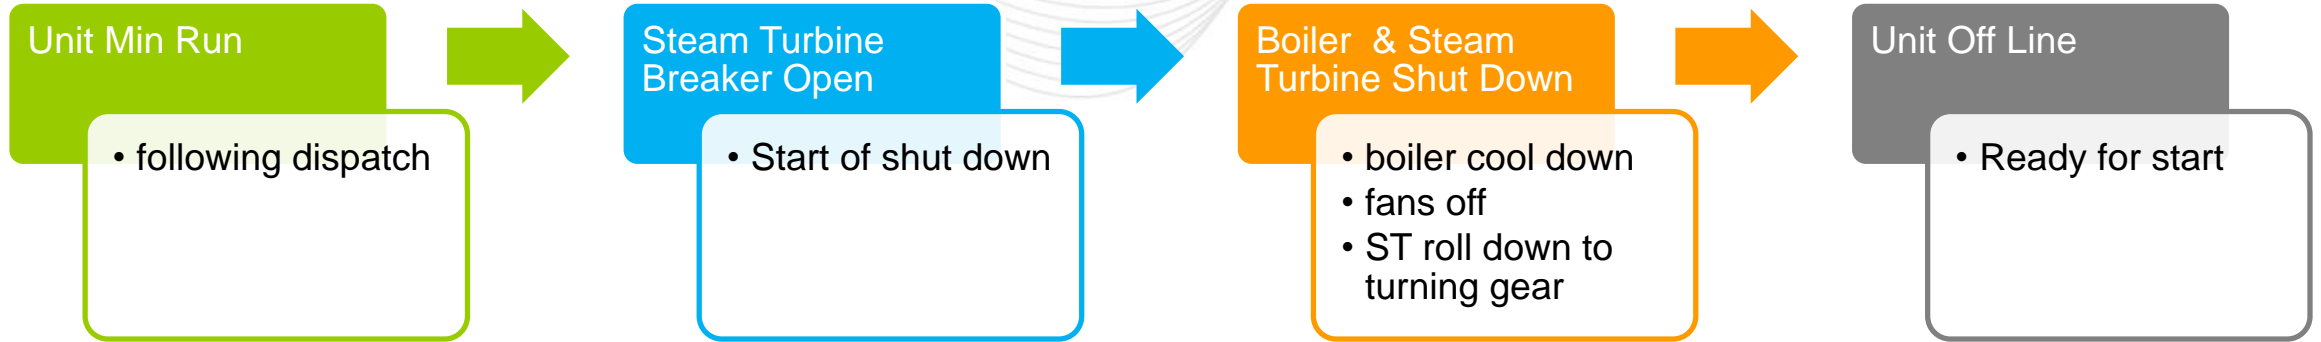 Unit Min Run
• following dispatch
Steam Turbine
Breaker Open
• Start of shut down
Boiler & Steam
Turbine Shut Down
• boiler cool down
• fans off
• ST roll down to
turning gear
Unit Off Line
• Ready for start